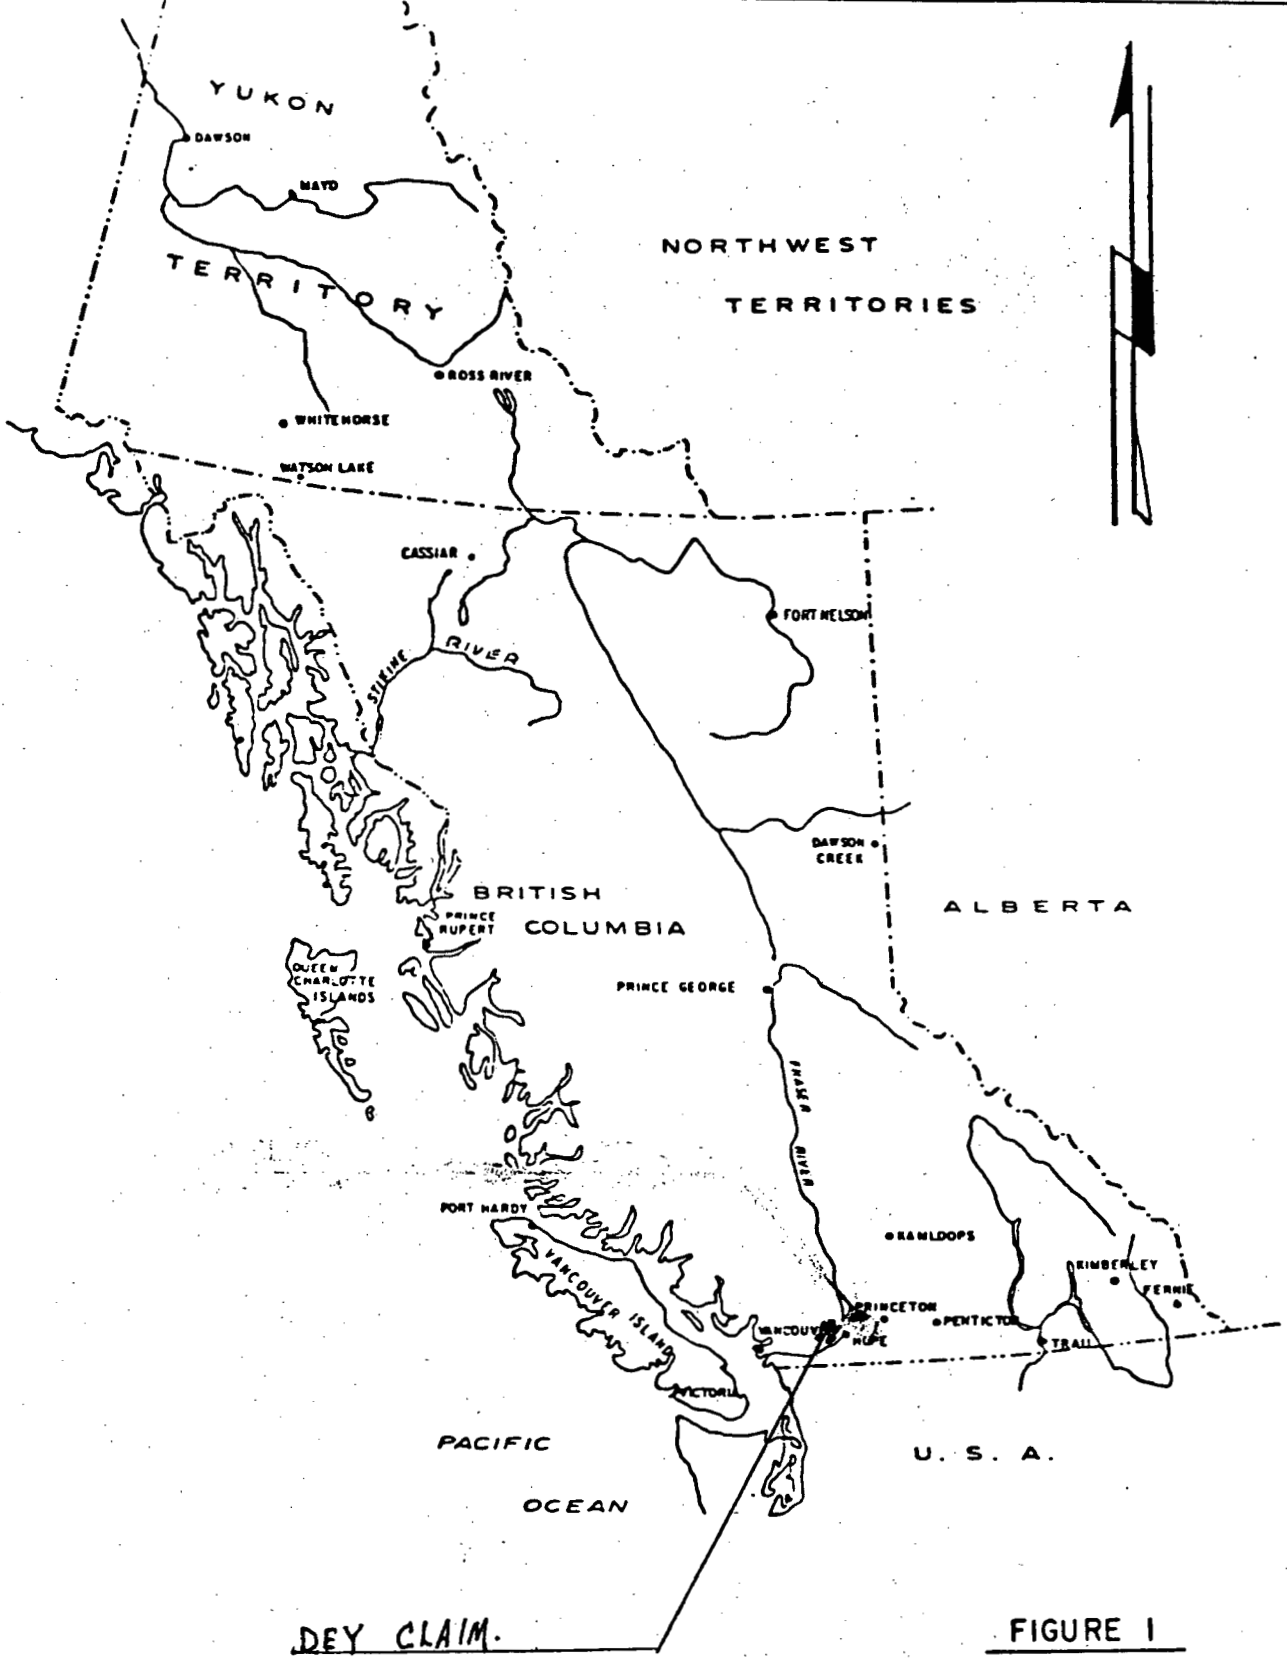 YUKON
DAWSON
MAYO
TERRITORY
NORTHWEST
TERRITORIES
ROSS RIVER
WHITEHORSE
WATSON LAKE
CASSIAR
FORT NELSON
STIKINE RIVER
DAWSON
CREEK
BRITISH
COLUMBIA
ALBERTA
PRINCE
RUPERT
QUEEN
CHARLOTTE
ISLANDS
PRINCE GEORGE
FRASER RIVER
PORT HARDY
VANCOUVER ISLAND
KAMLOOPS
KIMBERLEY
FERNIE
PRINCETON
PENTICTON
VANCOUVER
HOPE
TRAIL
VICTORIA
PACIFIC
OCEAN
U. S. A.
DEY CLAIM.
FIGURE 1